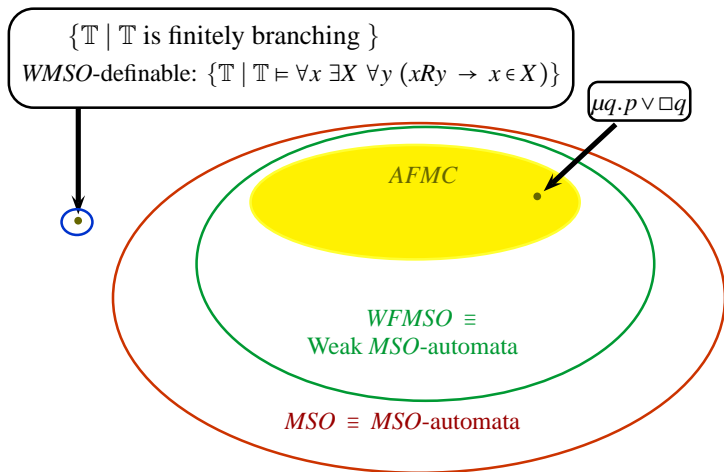 {𝕋 | 𝕋 is finitely branching }
WMSO-definable: {𝕋 | 𝕋 ⊨ ∀x ∃X ∀y (xRy → x ∈ X)}
μq.p ∨ □q
AFMC
WFMSO ≡
Weak MSO-automata
MSO ≡ MSO-automata